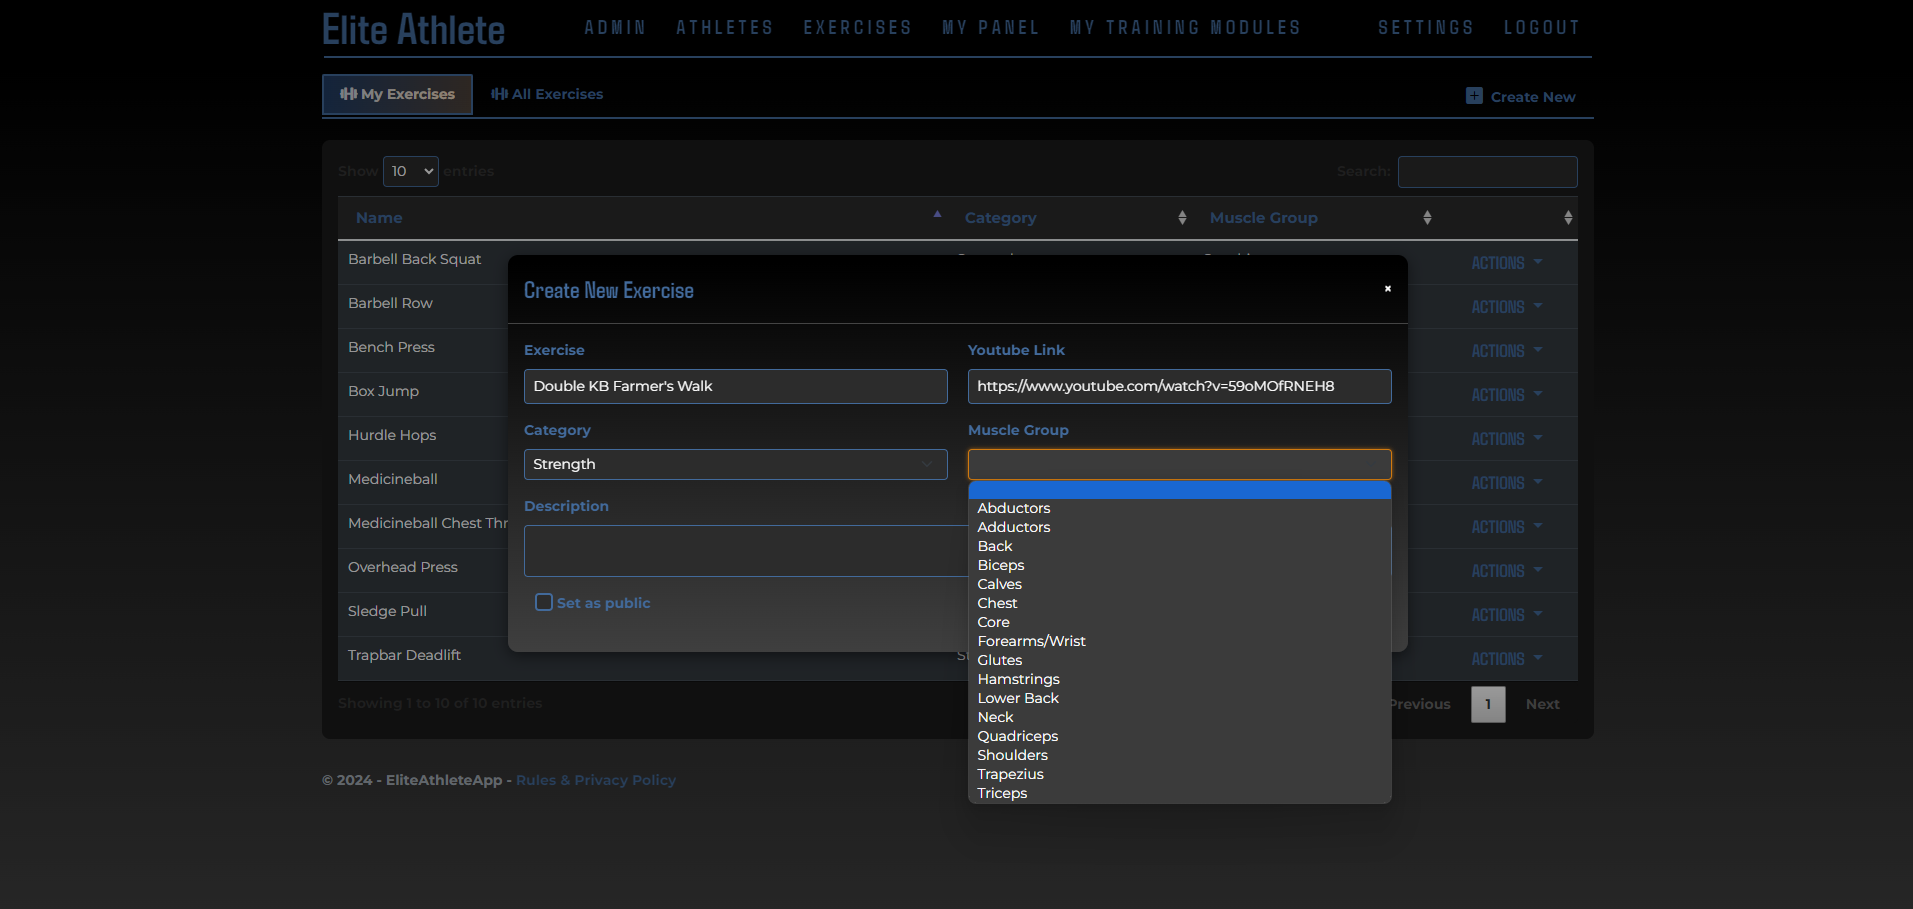 Elite Athlete
ADMIN ATHLETES EXERCISES MY PANEL MY TRAINING MODULES SETTINGS LOGOUT
My Exercises All Exercises Create New
Show 10 entries Search:
Name Category Muscle Group
Barbell Back Squat ACTIONS
Barbell Row ACTIONS
Bench Press ACTIONS
Box Jump ACTIONS
Hurdle Hops ACTIONS
Medicineball ACTIONS
Medicineball Chest Thr ACTIONS
Overhead Press ACTIONS
Sledge Pull ACTIONS
Trapbar Deadlift ACTIONS
Showing 1 to 10 of 10 entries Previous 1 Next
© 2024 - EliteAthleteApp - Rules & Privacy Policy
Create New Exercise ×
Exercise Youtube Link
Double KB Farmer's Walk https://www.youtube.com/watch?v=59oMOfRNEH8
Category Muscle Group
Strength
Description
Set as public
Abductors
Adductors
Back
Biceps
Calves
Chest
Core
Forearms/Wrist
Glutes
Hamstrings
Lower Back
Neck
Quadriceps
Shoulders
Trapezius
Triceps